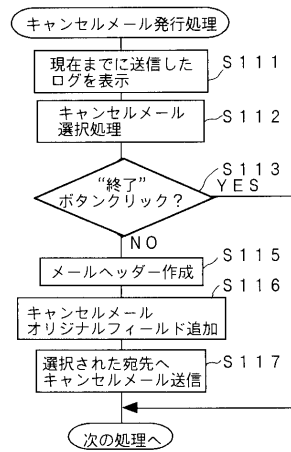 キャンセルメール発行処理
現在までに送信した
ログを表示
S111
キャンセルメール
選択処理
S112
“終了”
ボタンクリック？
S113
YES
NO
メールヘッダー作成
S115
キャンセルメール
オリジナルフィールド追加
S116
選択された宛先へ
キャンセルメール送信
S117
次の処理へ